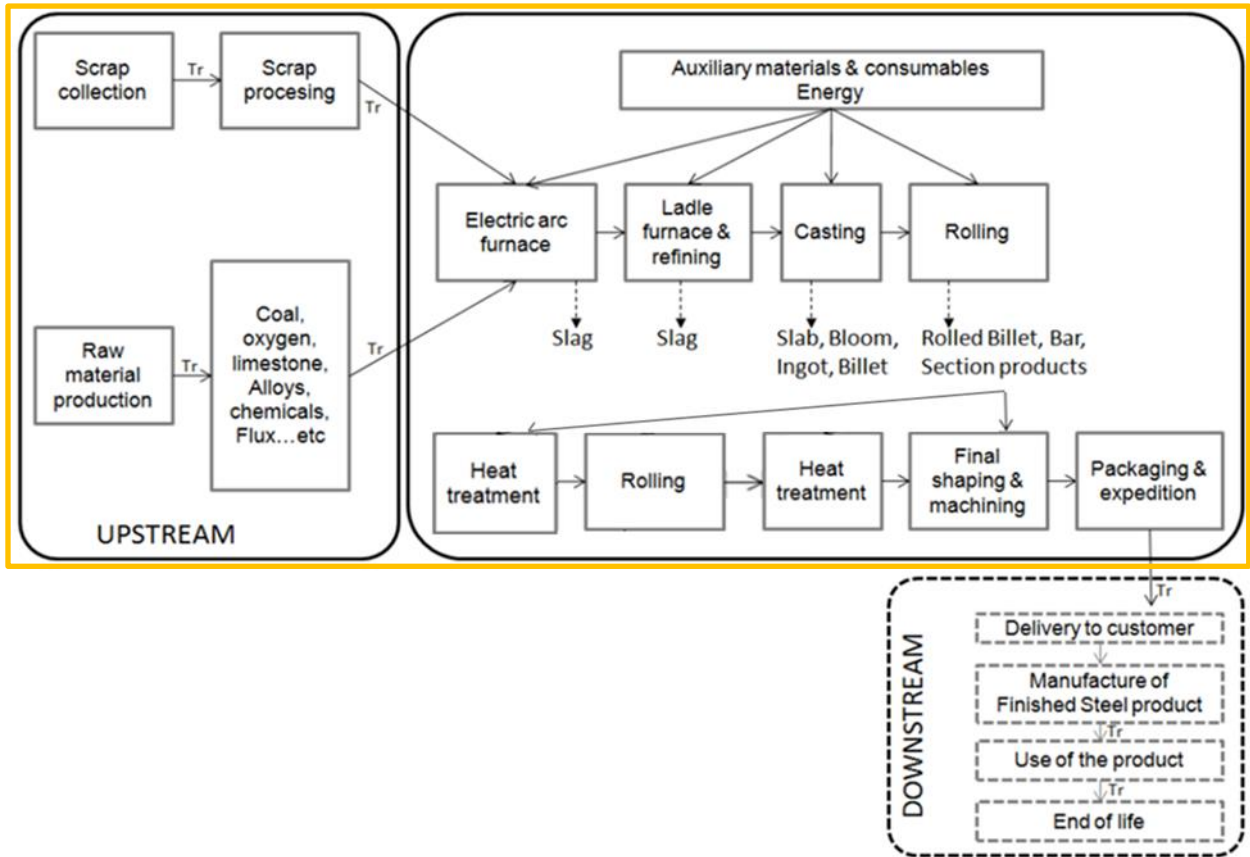 Scrap
collection
Tr
Scrap
procesing
Tr
Raw
material
production
Tr
Coal,
oxygen,
limestone,
Alloys,
chemicals,
Flux...etc
Tr
UPSTREAM
Auxiliary materials & consumables
Energy
Electric arc
furnace
Ladle
furnace &
refining
Casting
Rolling
Slag
Slag
Slab, Bloom,
Ingot, Billet
Rolled Billet, Bar,
Section products
Heat
treatment
Rolling
Heat
treatment
Final
shaping &
machining
Packaging &
expedition
Tr
DOWNSTREAM
Delivery to customer
Manufacture of
Finished Steel product
Tr
Use of the product
Tr
End of life